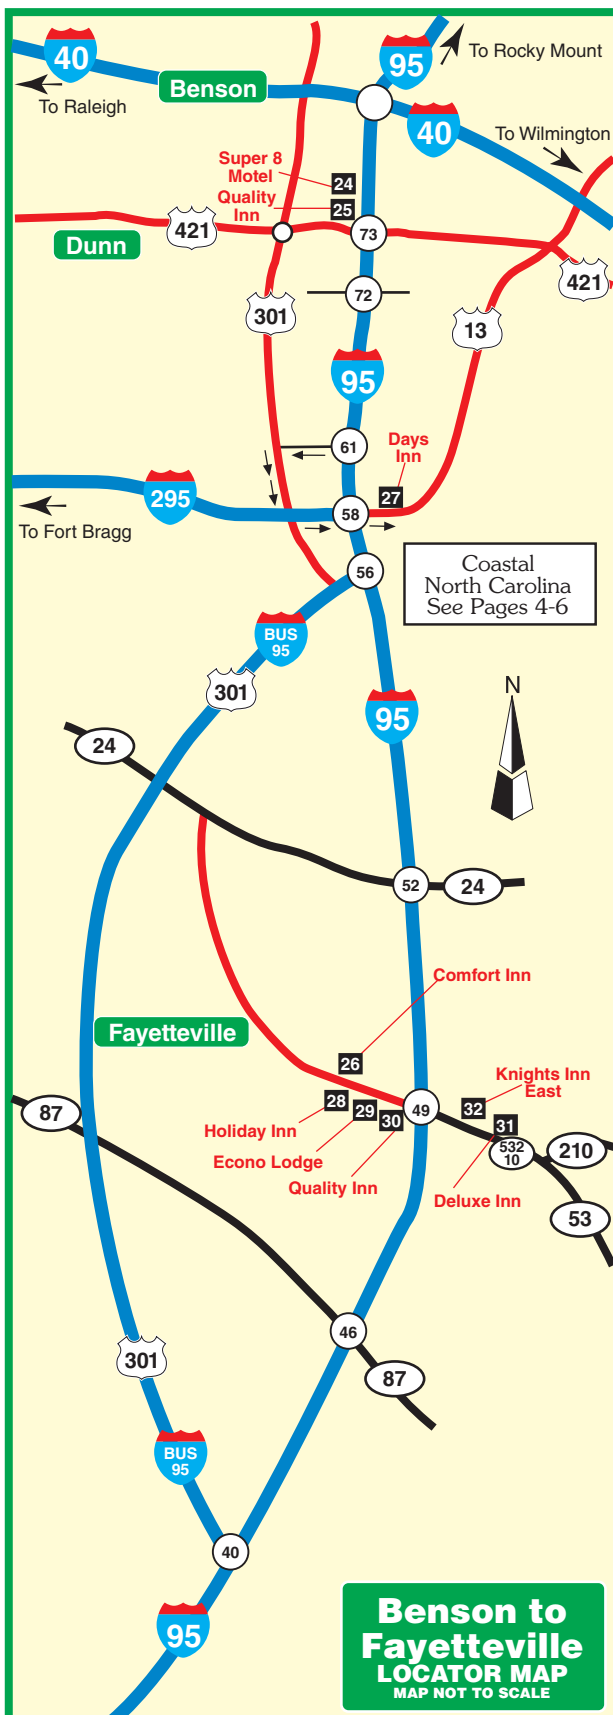 40
95
To Rocky Mount
Benson
To Raleigh
40
To Wilmington
Super 8
Motel
24
Quality
Inn
25
421
73
Dunn
421
72
301
13
95
61
Days
Inn
27
295
58
To Fort Bragg
56
Coastal
North Carolina
See Pages 4-6
BUS
95
301
N
95
24
52
24
Comfort Inn
Fayetteville
26
Knights Inn
East
87
28
29
30
49
32
31
Holiday Inn
532
10
210
Econo Lodge
Quality Inn
Deluxe Inn
53
46
301
87
BUS
95
40
95
Benson to
Fayetteville
LOCATOR MAP
MAP NOT TO SCALE